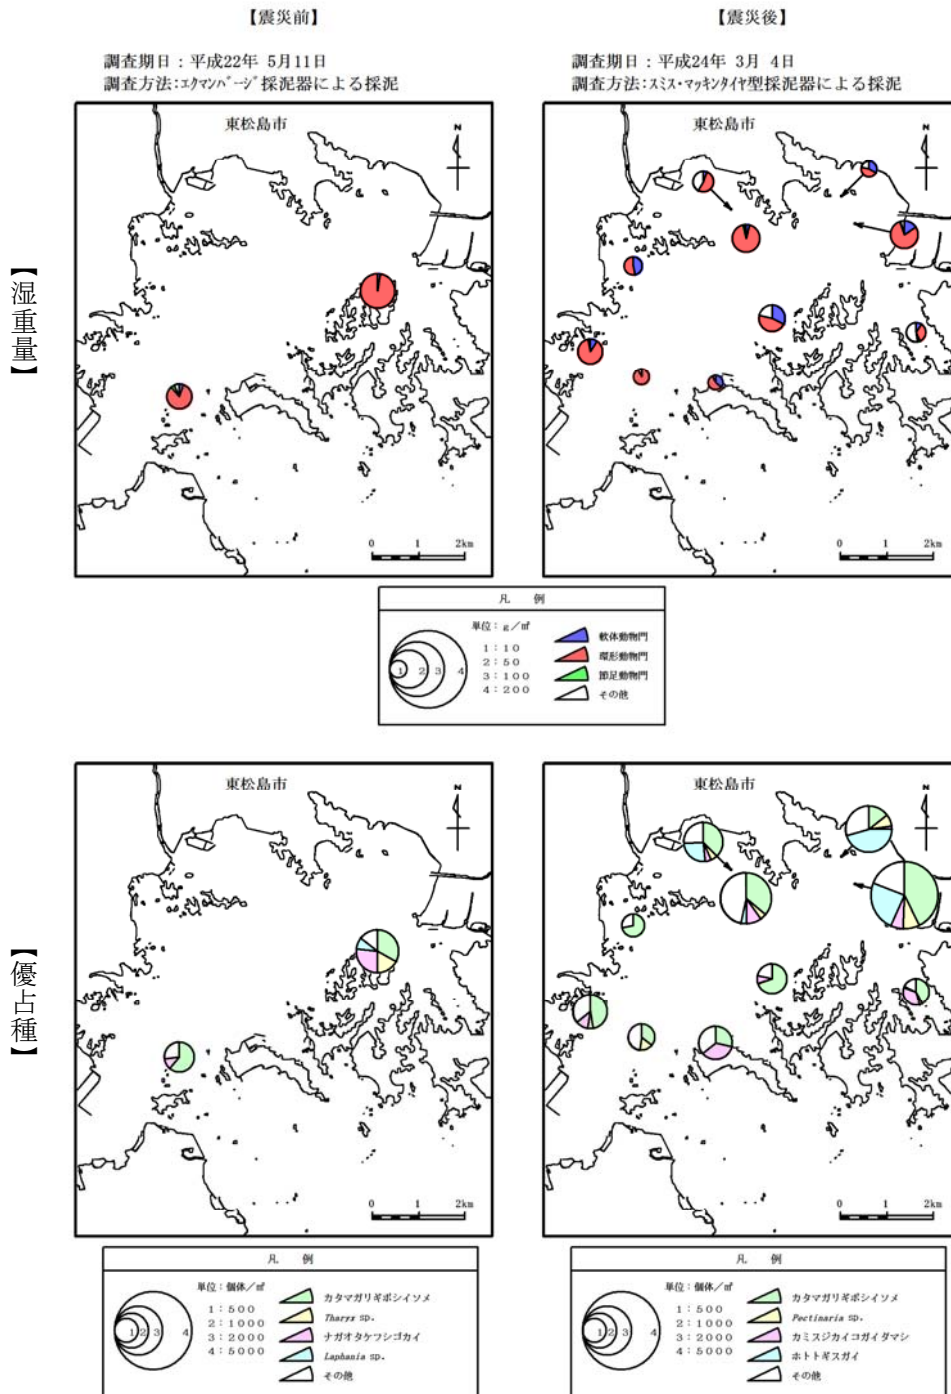 【震災前】
【震災後】
調査期日：平成22年 5月11日
調査方法：エクマンバージ採泥器による採泥
調査期日：平成24年 3月 4日
調査方法：スミス・マッキンタイヤ型採泥器による採泥
【湿重量】
東松島市
N
0 1 2km
東松島市
N
0 1 2km
凡 例
単位：g／㎡
1：10
2：50
3：100
4：200
1 2 3 4
軟体動物門
環形動物門
節足動物門
その他
【優占種】
東松島市
N
0 1 2km
東松島市
N
0 1 2km
凡 例
単位：個体／㎡
1：500
2：1000
3：2000
4：5000
1 2 3 4
カタマガリギボシイソメ
Tharyx sp.
ナガオタケフシゴカイ
Laphania sp.
その他
凡 例
単位：個体／㎡
1：500
2：1000
3：2000
4：5000
1 2 3 4
カタマガリギボシイソメ
Pectinaria sp.
カミスジカイコガイダマシ
ホトトギスガイ
その他